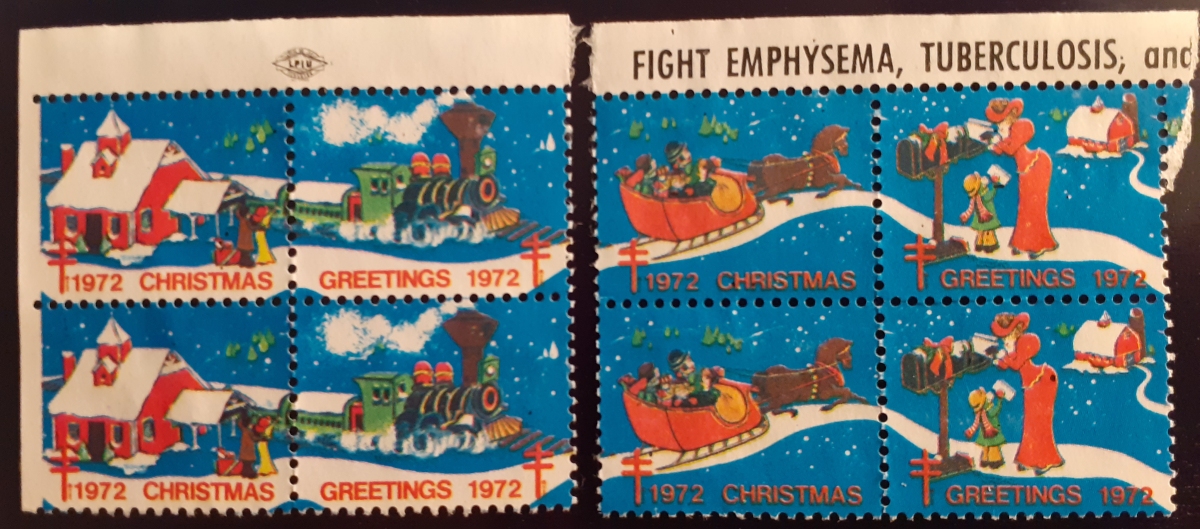 LPIU
FIGHT EMPHYSEMA, TUBERCULOSIS, and
1972 CHRISTMAS GREETINGS 1972
1972 CHRISTMAS GREETINGS 1972
1972 CHRISTMAS GREETINGS 1972
1972 CHRISTMAS GREETINGS 1972